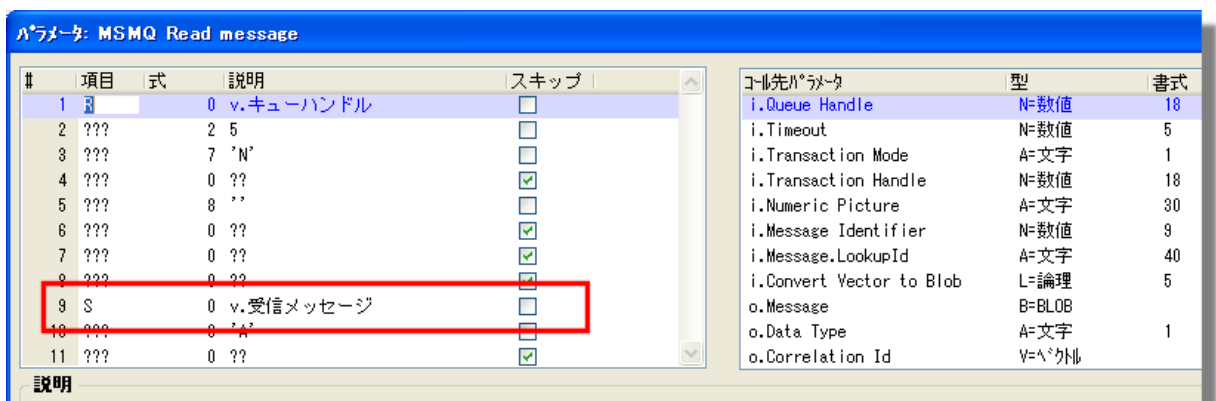 パラメータ: MSMQ Read message
# 項目 式 説明 スキップ
1 R 0 v.キューハンドル
2 ??? 2 5
3 ??? 7 'N'
4 ??? 0 ??
5 ??? 8 ''
6 ??? 0 ??
7 ??? 0 ??
8 ??? 0 ??
9 S 0 v.受信メッセージ
10 ??? 'A'
11 ??? 0 ??
コール先パラメータ 型 書式
i.Queue Handle N=数値 18
i.Timeout N=数値 5
i.Transaction Mode A=文字 1
i.Transaction Handle N=数値 18
i.Numeric Picture A=文字 30
i.Message Identifier N=数値 9
i.Message.LookupId A=文字 40
i.Convert Vector to Blob L=論理 5
o.Message B=BLOB
o.Data Type A=文字 1
o.Correlation Id V=ベクトル
説明